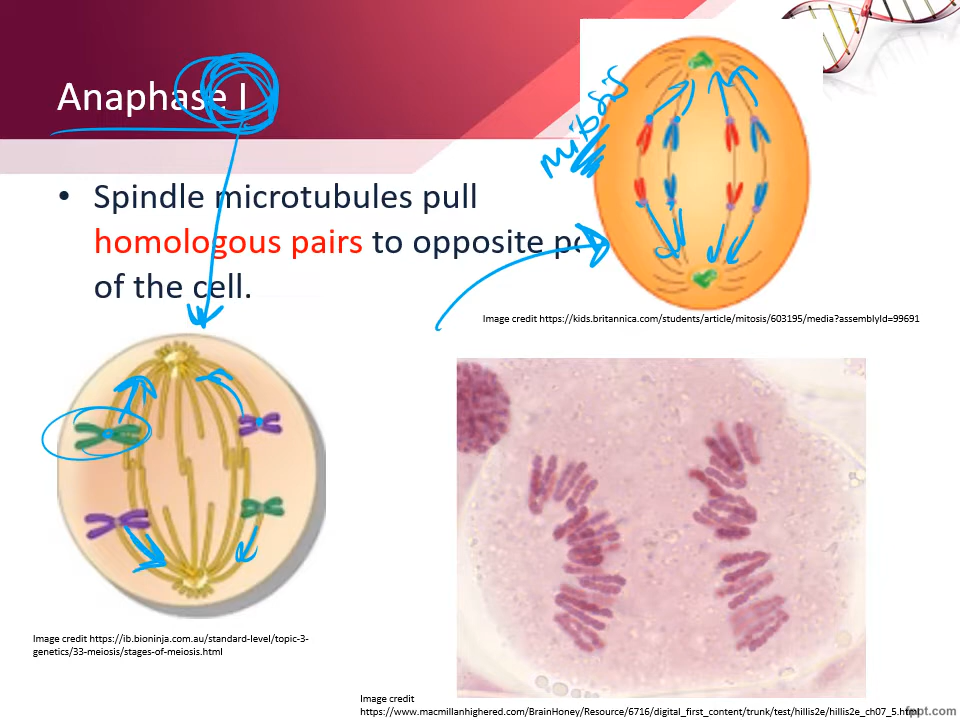 Anaphase I
mitosis
• Spindle microtubules pull
homologous pairs to opposite po
of the cell.
Image credit https://kids.britannica.com/students/article/mitosis/603195/media?assemblyId=99691
Image credit https://ib.bioninja.com.au/standard-level/topic-3-
genetics/33-meiosis/stages-of-meiosis.html
Image credit
https://www.macmillanhighered.com/BrainHoney/Resource/6716/digital_first_content/trunk/test/hillis2e/hillis2e_ch07_5.html
fppt.com